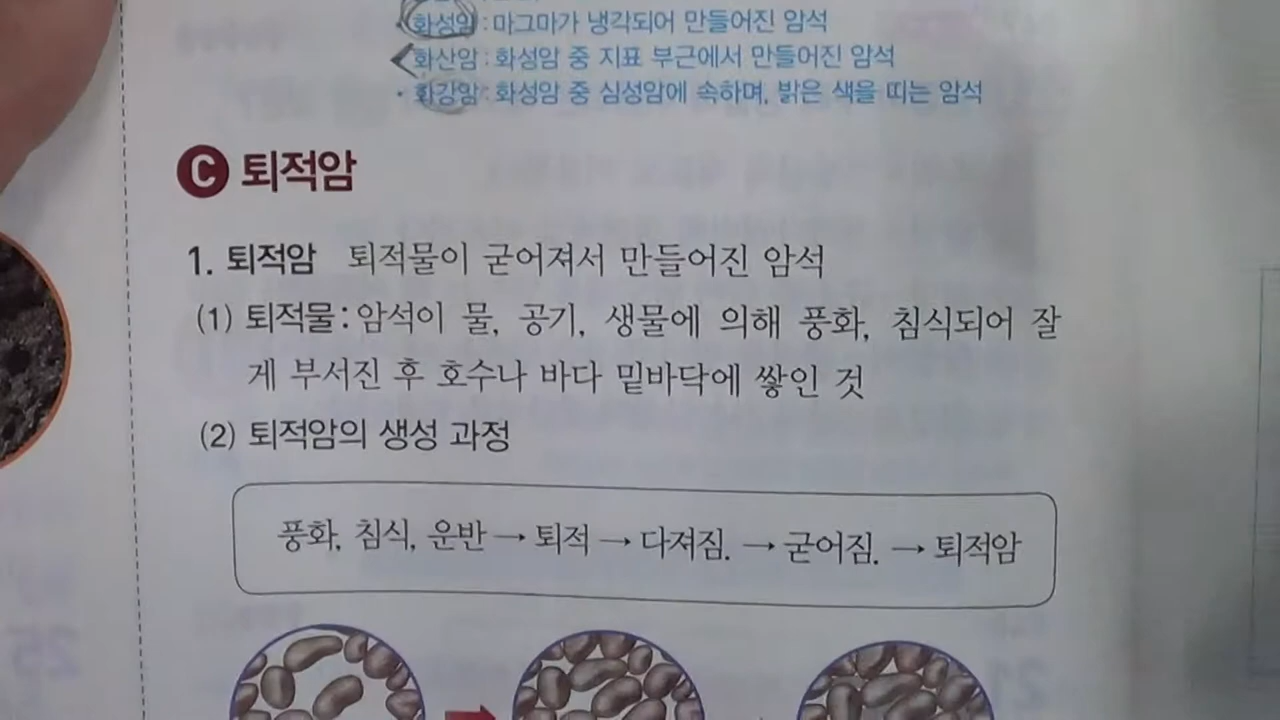 화성암 : 마그마가 냉각되어 만들어진 암석
화산암 : 화성암 중 지표 부근에서 만들어진 암석
· 화강암 : 화성암 중 심성암에 속하며, 밝은 색을 띠는 암석
C 퇴적암
1. 퇴적암 퇴적물이 굳어져서 만들어진 암석
(1) 퇴적물 : 암석이 물, 공기, 생물에 의해 풍화, 침식되어 잘
게 부서진 후 호수나 바다 밑바닥에 쌓인 것
(2) 퇴적암의 생성 과정
풍화, 침식, 운반 → 퇴적 → 다져짐. → 굳어짐. → 퇴적암